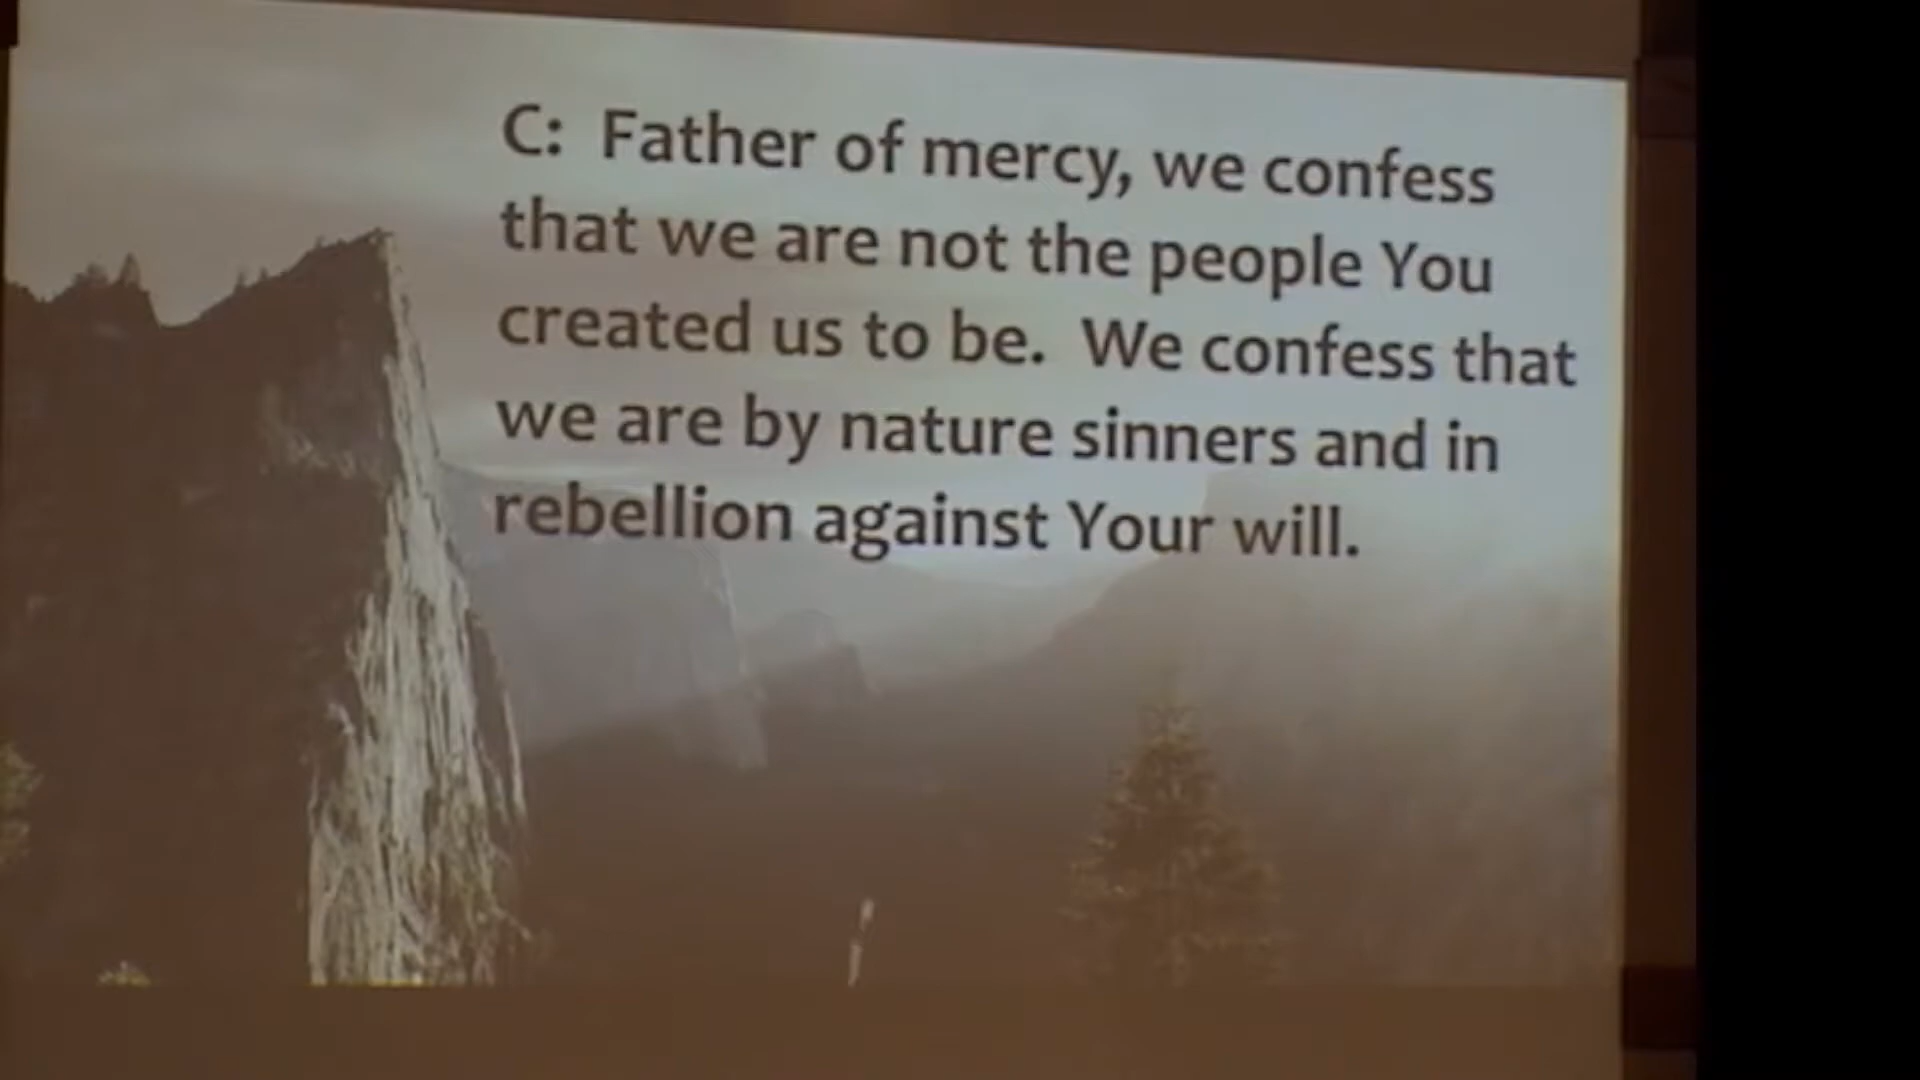 C: Father of mercy, we confess
that we are not the people You
created us to be. We confess that
we are by nature sinners and in
rebellion against Your will.